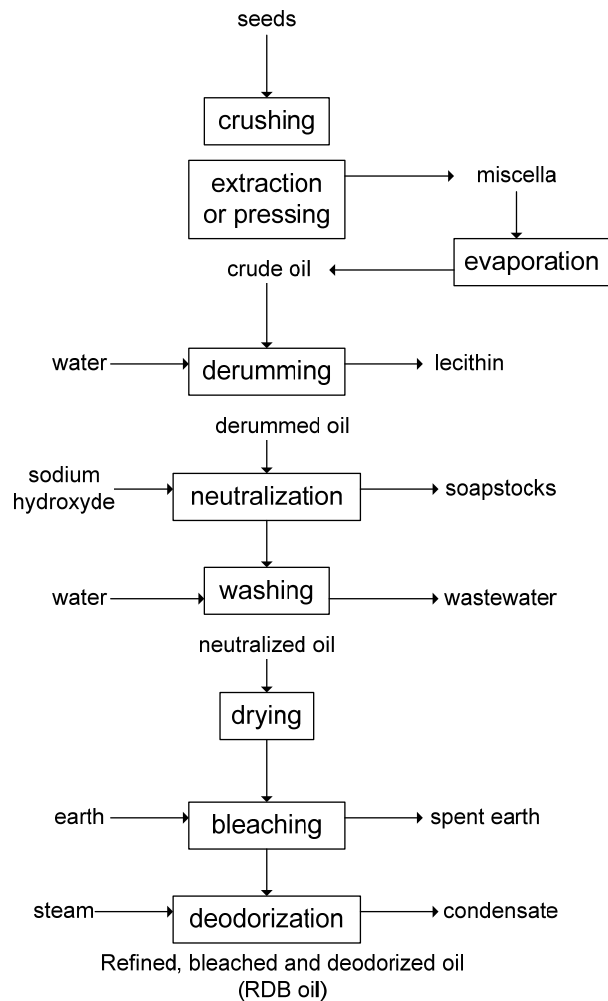 seeds
crushing
extraction
or pressing
miscella
evaporation
crude oil
water
derumming
lecithin
derummed oil
sodium
hydroxyde
neutralization
soapstocks
water
washing
wastewater
neutralized oil
drying
earth
bleaching
spent earth
steam
deodorization
condensate
Refined, bleached and deodorized oil
(RDB oil)